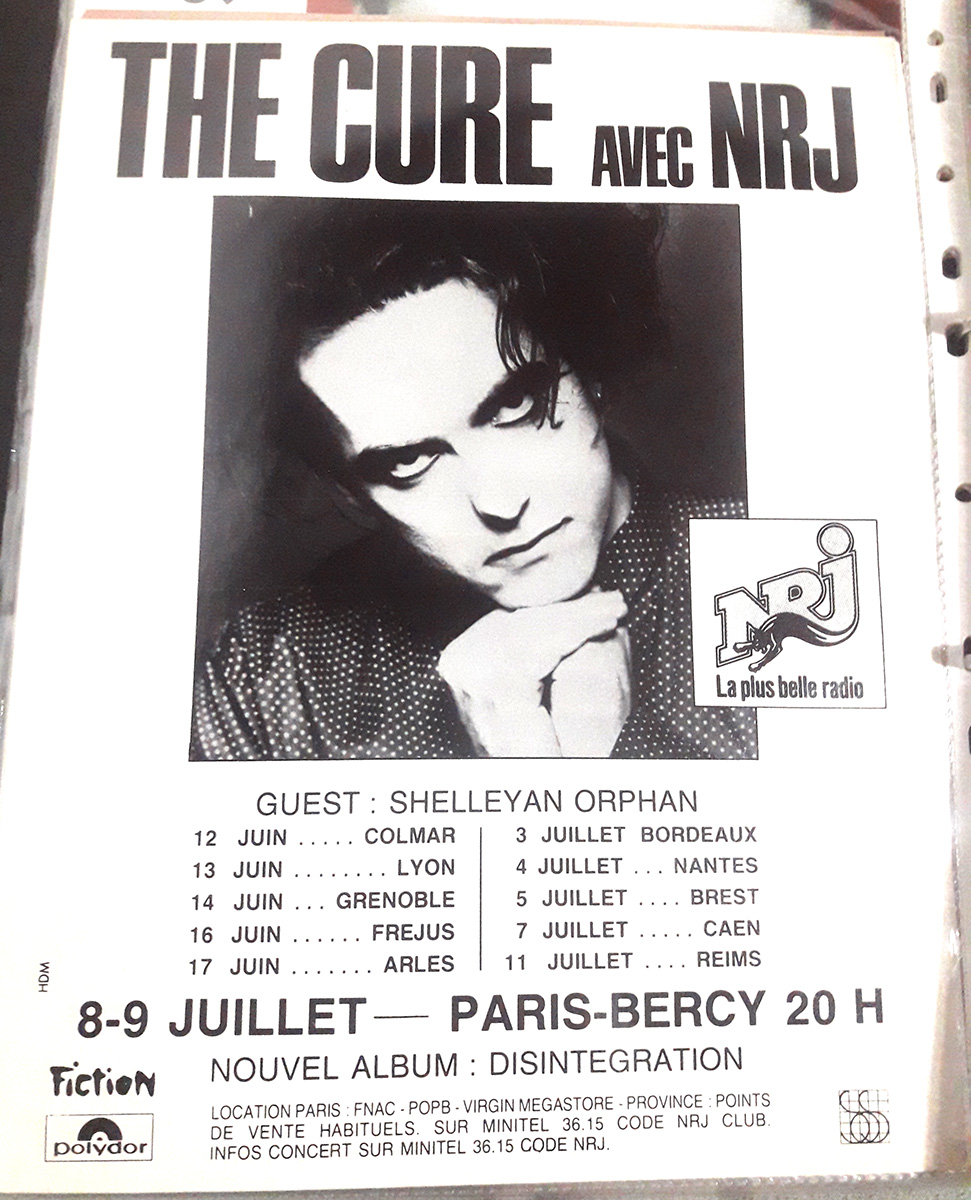 THE CURE AVEC NRJ
NRJ
La plus belle radio
GUEST : SHELLEYAN ORPHAN
12 JUIN ..... COLMAR
13 JUIN ........ LYON
14 JUIN ... GRENOBLE
16 JUIN ...... FREJUS
17 JUIN ....... ARLES
3 JUILLET BORDEAUX
4 JUILLET ... NANTES
5 JUILLET .... BREST
7 JUILLET ..... CAEN
11 JUILLET .... REIMS
HDM
8-9 JUILLET — PARIS-BERCY 20 H
NOUVEL ALBUM : DISINTEGRATION
Fiction
polydor
LOCATION PARIS : FNAC - POPB - VIRGIN MEGASTORE - PROVINCE : POINTS
DE VENTE HABITUELS. SUR MINITEL 36.15 CODE NRJ CLUB.
INFOS CONCERT SUR MINITEL 36.15 CODE NRJ.